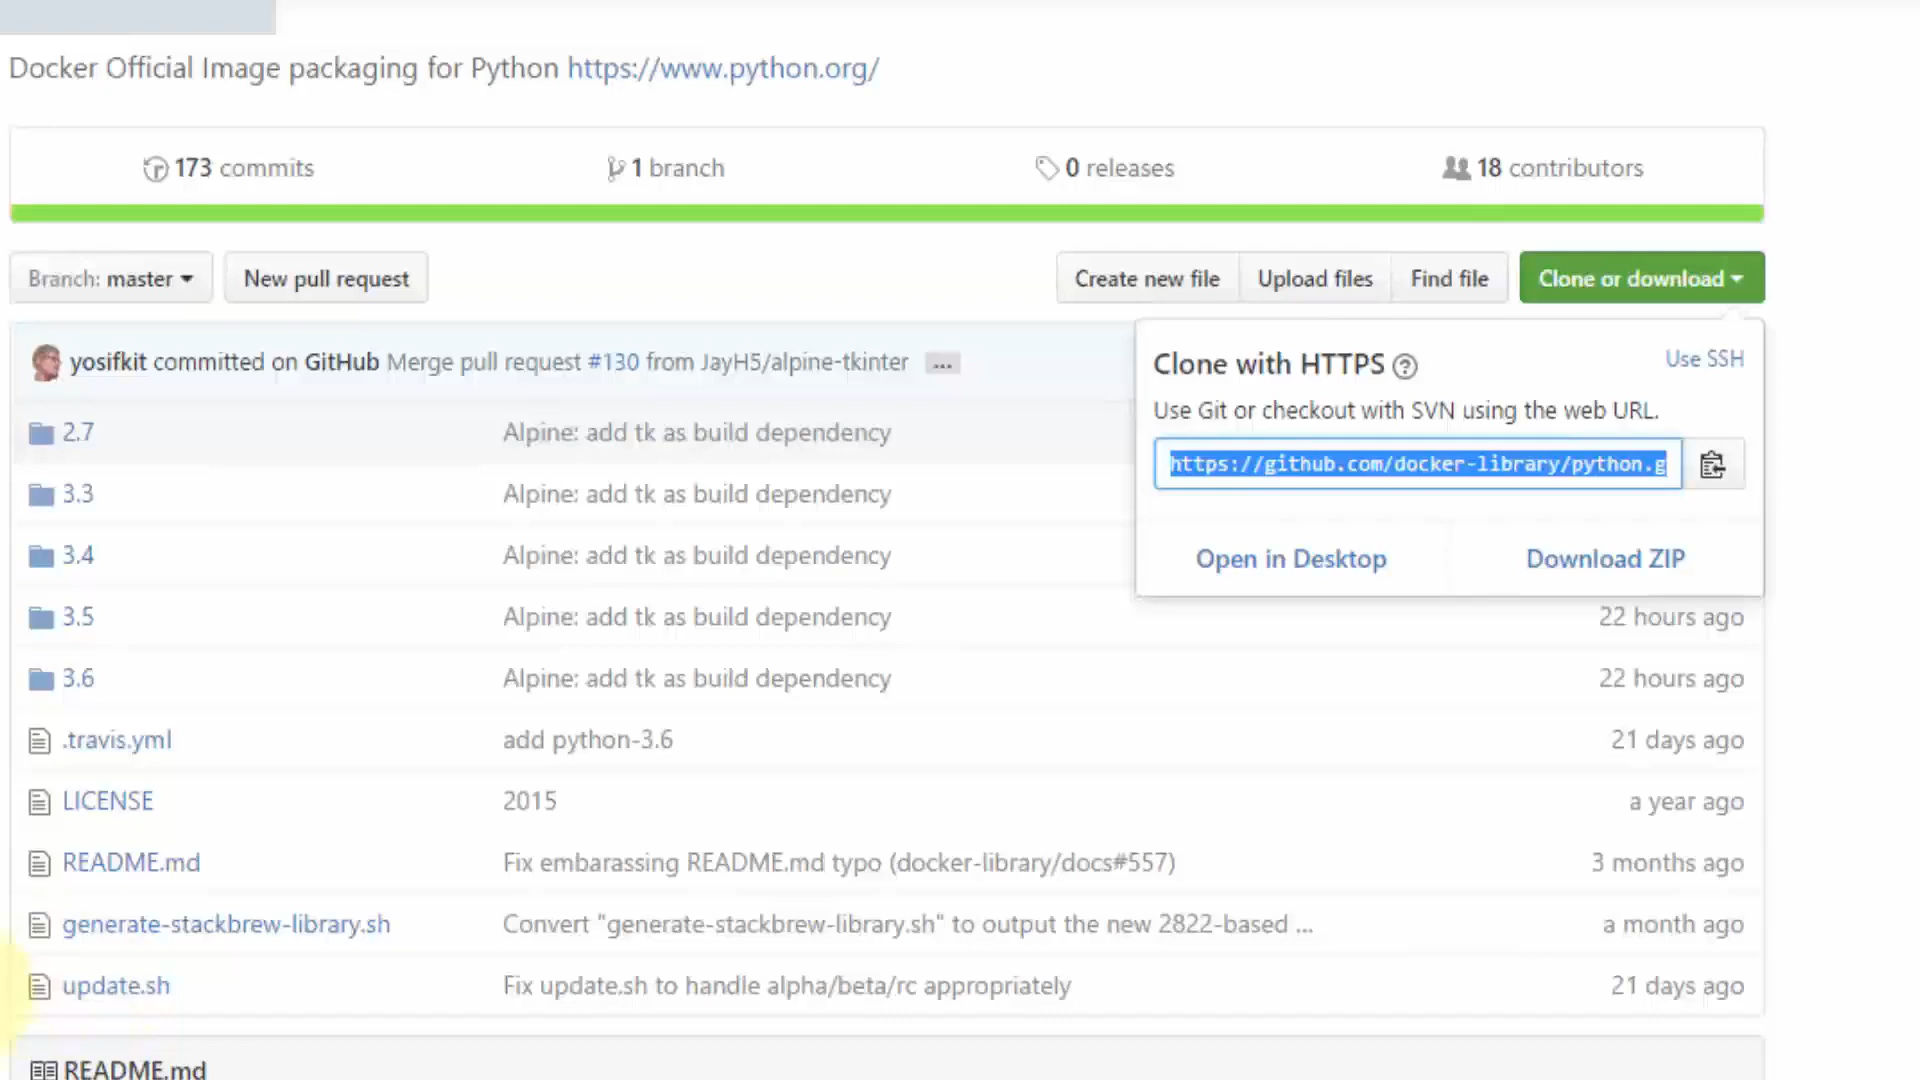 Docker Official Image packaging for Python https://www.python.org/
173 commits
1 branch
0 releases
18 contributors
Branch: master
New pull request
Create new file
Upload files
Find file
Clone or download
yosifkit committed on GitHub Merge pull request #130 from JayH5/alpine-tkinter ...
Clone with HTTPS ?
Use SSH
Use Git or checkout with SVN using the web URL.
https://github.com/docker-library/python.g
Open in Desktop
Download ZIP
2.7 Alpine: add tk as build dependency
3.3 Alpine: add tk as build dependency
3.4 Alpine: add tk as build dependency
3.5 Alpine: add tk as build dependency 22 hours ago
3.6 Alpine: add tk as build dependency 22 hours ago
.travis.yml add python-3.6 21 days ago
LICENSE 2015 a year ago
README.md Fix embarassing README.md typo (docker-library/docs#557) 3 months ago
generate-stackbrew-library.sh Convert "generate-stackbrew-library.sh" to output the new 2822-based ... a month ago
update.sh Fix update.sh to handle alpha/beta/rc appropriately 21 days ago
README.md